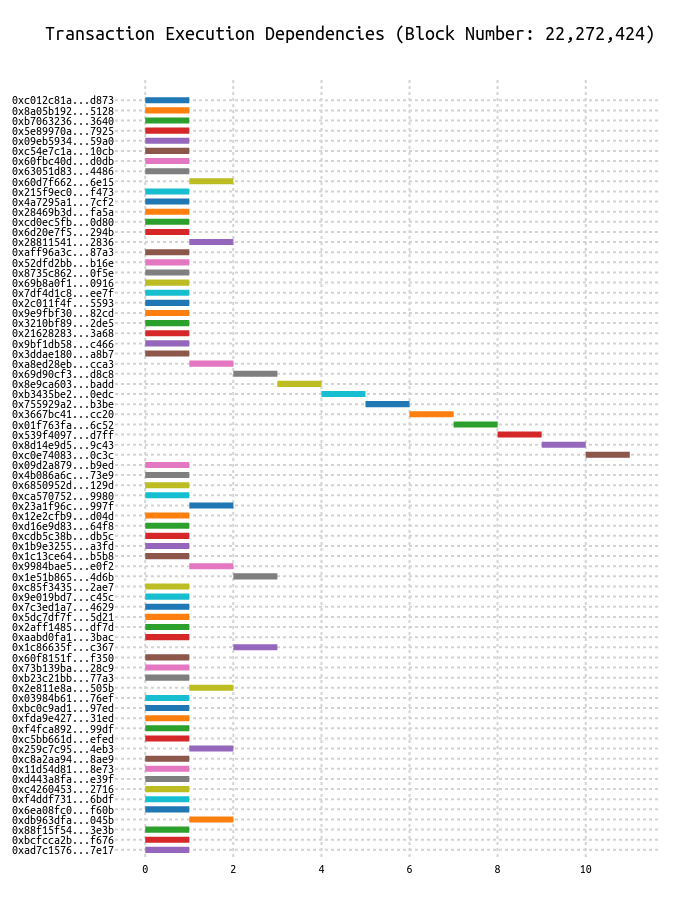 Transaction Execution Dependencies (Block Number: 22,272,424)
0xc012c81a...d873
0x8a05b192...5128
0xb7063236...3640
0x5e89970a...7925
0x09eb5934...59a0
0xc54e7c1a...10cb
0x60fbc40d...d0db
0x63051d83...4486
0x60d7f662...6e15
0x215f9ec0...f473
0x4a7295a1...7cf2
0x28469b3d...fa5a
0xcd0ec5fb...0d80
0x6d20e7f5...294b
0x28811541...2836
0xaff96a3c...87a3
0x52dfd2bb...b16e
0x8735c862...0f5e
0x69b8a0f1...0916
0x7df4d1c8...ee7f
0x2c011f4f...5593
0x9e9fbf30...82cd
0x3210bf89...2de5
0x21628283...3a68
0x9bf1db58...c466
0x3ddae180...a8b7
0xa8ed28eb...cca3
0x69d90cf3...d8c8
0x8e9ca603...badd
0xb3435be2...0edc
0x755929a2...b3be
0x3667bc41...cc20
0x01f763fa...6c52
0x539f4097...d7ff
0x8d14e9d5...9c43
0xc0e74083...0c3c
0x09d2a879...b9ed
0x4b086a6c...73e9
0x6850952d...129d
0xca570752...9980
0x23a1f96c...997f
0x12e2cfb9...d04d
0xd16e9d83...64f8
0xcdb5c38b...db5c
0x1b9e3255...a3fd
0x1c13ce64...b5b8
0x9984bae5...e0f2
0x1e51b865...4d6b
0xc85f3435...2ae7
0x9e019bd7...c45c
0x7c3ed1a7...4629
0x5dc7df7f...5d21
0x2aff1485...df7d
0xaabd0fa1...3bac
0x1c86635f...c367
0x60f8151f...f350
0x73b139ba...28c9
0xb23c21bb...77a3
0x2e811e8a...505b
0x03984b61...76ef
0xbc0c9ad1...97ed
0xfda9e427...31ed
0xf4fca892...99df
0xc5bb661d...efed
0x259c7c95...4eb3
0xc8a2aa94...8ae9
0x11d54d81...8e73
0xd443a8fa...e39f
0xc4260453...2716
0xf4ddf731...6bdf
0x6ea08fc0...f60b
0xdb963dfa...045b
0x88f15f54...3e3b
0xbcfcca2b...f676
0xad7c1576...7e17
0 2 4 6 8 10